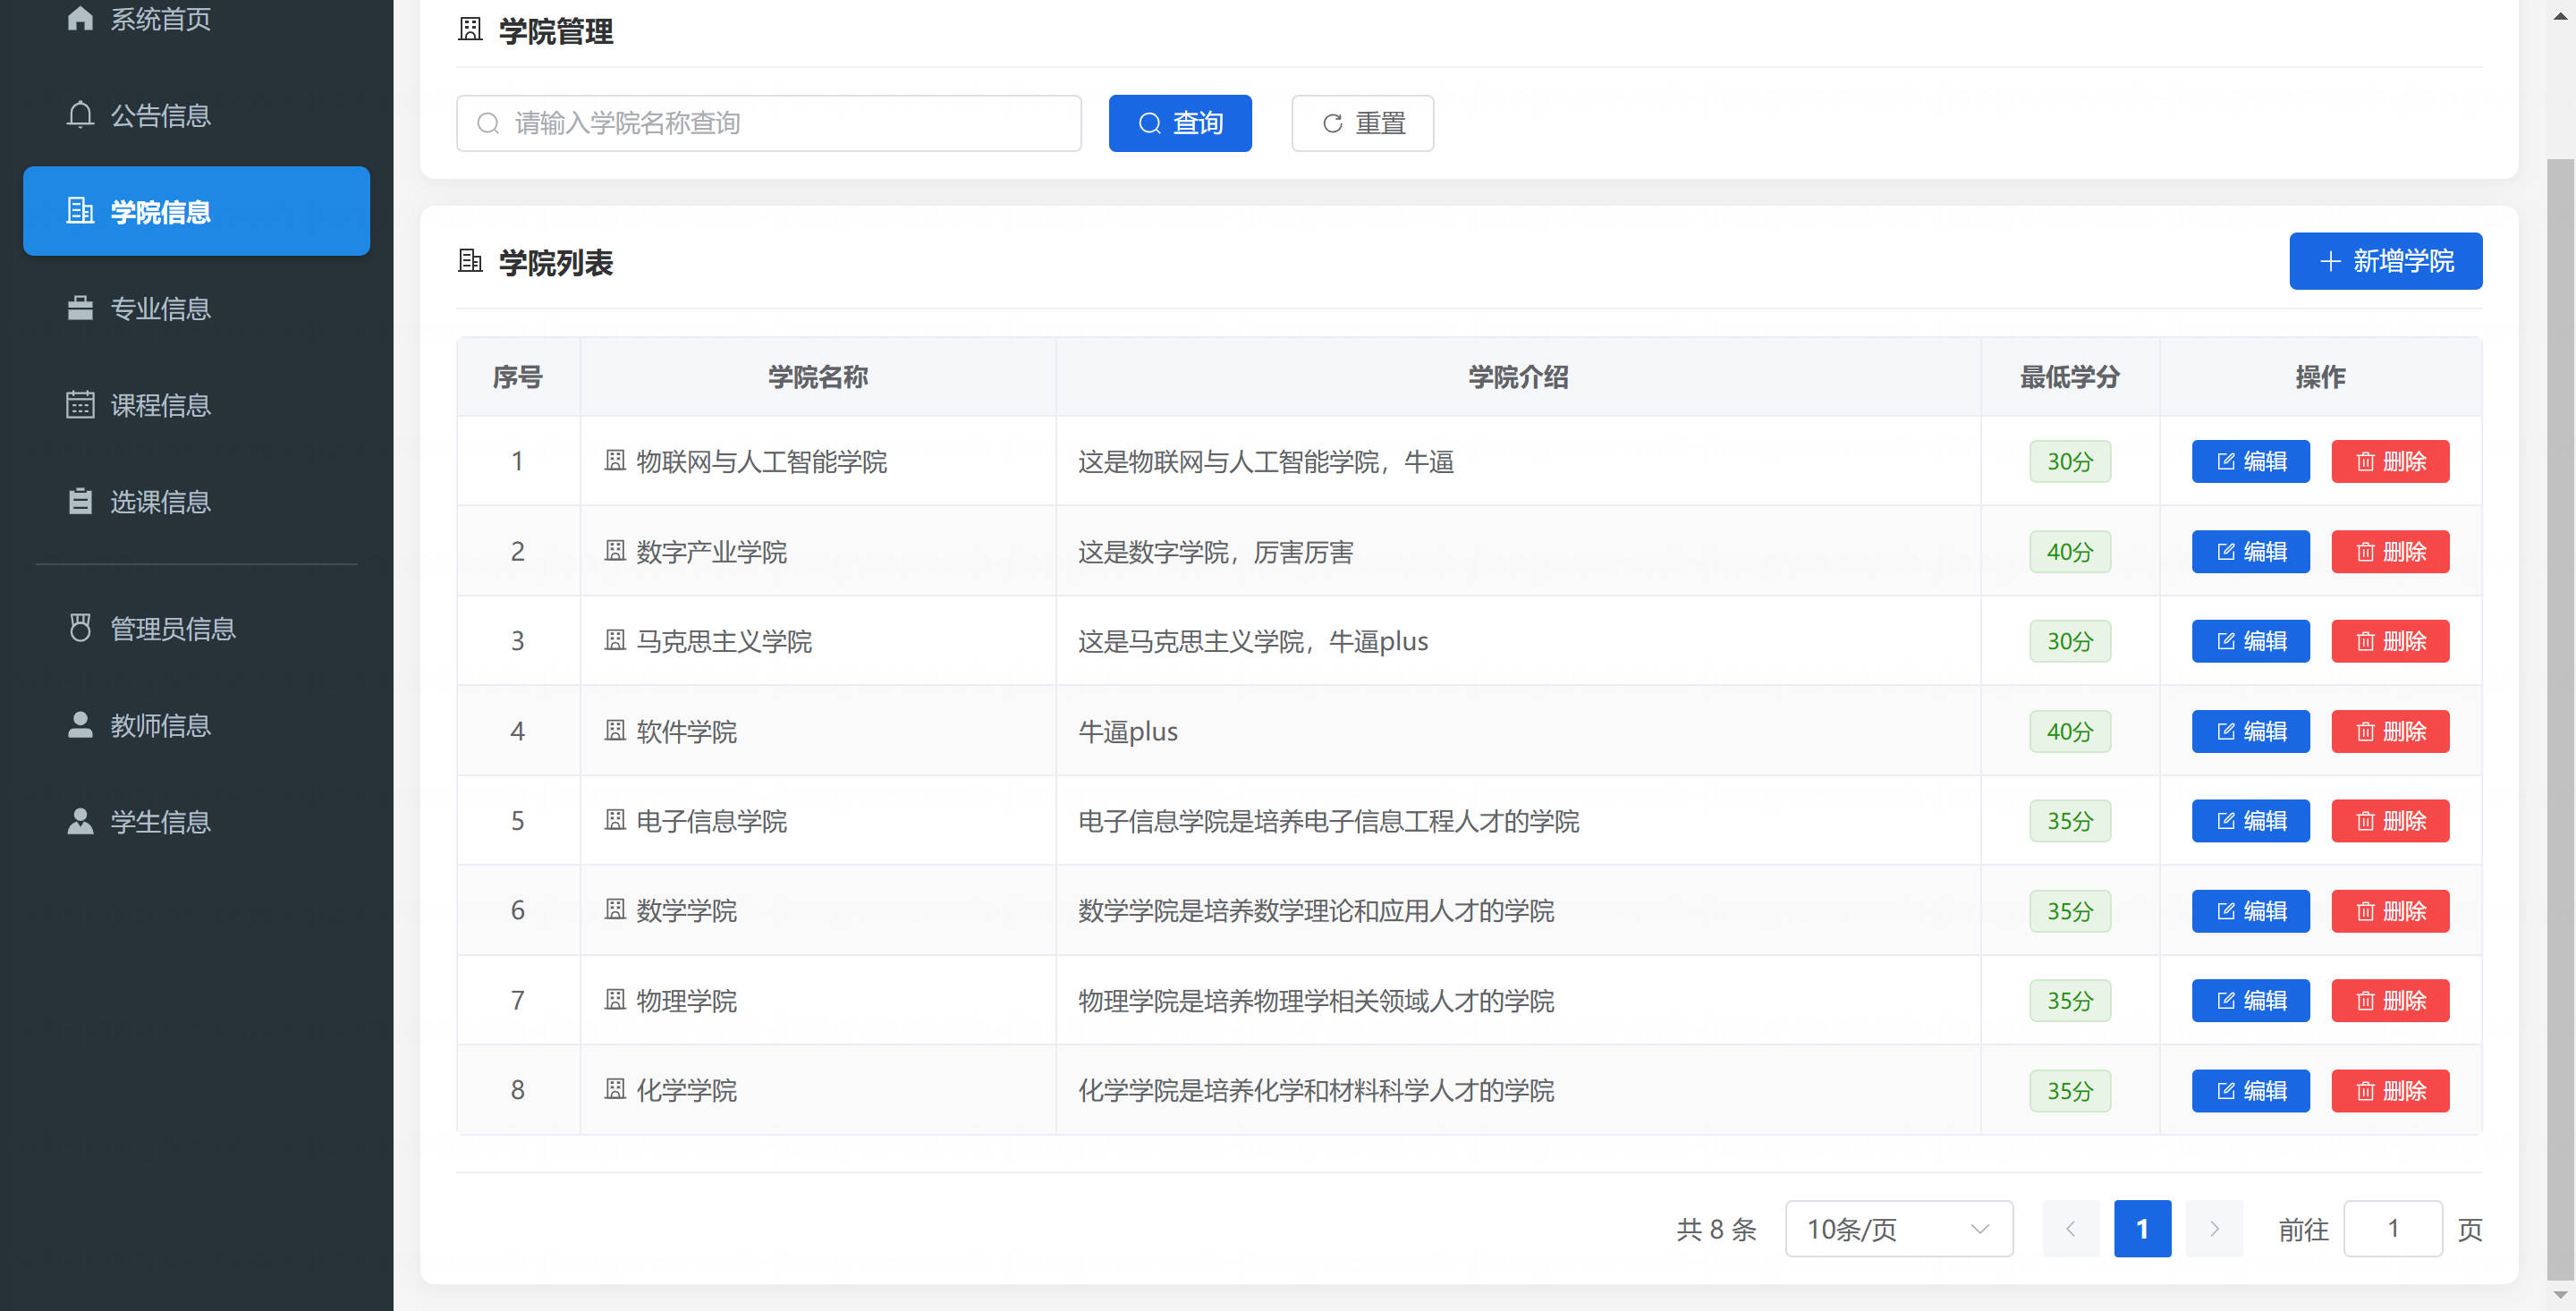 系统首页
公告信息
学院信息
专业信息
课程信息
选课信息
管理员信息
教师信息
学生信息
学院管理
请输入学院名称查询 查询 重置
学院列表 新增学院
序号 学院名称 学院介绍 最低学分 操作
1 物联网与人工智能学院 这是物联网与人工智能学院，牛逼 30分 编辑 删除
2 数字产业学院 这是数字学院，厉害厉害 40分 编辑 删除
3 马克思主义学院 这是马克思主义学院，牛逼plus 30分 编辑 删除
4 软件学院 牛逼plus 40分 编辑 删除
5 电子信息学院 电子信息学院是培养电子信息工程人才的学院 35分 编辑 删除
6 数学学院 数学学院是培养数学理论和应用人才的学院 35分 编辑 删除
7 物理学院 物理学院是培养物理学相关领域人才的学院 35分 编辑 删除
8 化学学院 化学学院是培养化学和材料科学人才的学院 35分 编辑 删除
共 8 条 10条/页 1 前往 1 页